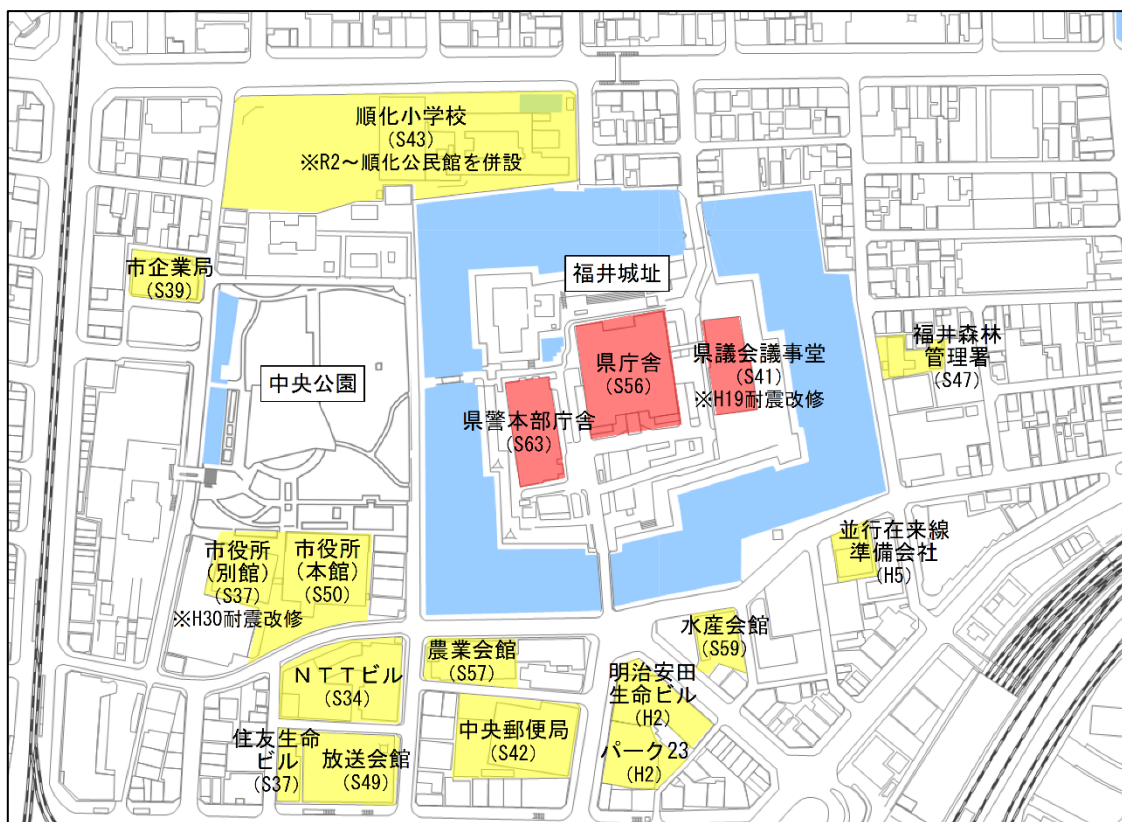 順化小学校
(S43)
※R2～順化公民館を併設
市企業局
(S39)
福井城址
中央公園
県庁舎
(S56)
県議会議事堂
(S41)
※H19耐震改修
福井森林
管理署
(S47)
県警本部庁舎
(S63)
市役所
(別館)
(S37)
※H30耐震改修
市役所
(本館)
(S50)
並行在来線
準備会社
(H5)
水産会館
(S59)
農業会館
(S57)
NTTビル
(S34)
明治安田
生命ビル
(H2)
中央郵便局
(S42)
パーク23
(H2)
住友生命
ビル
(S37)
放送会館
(S49)